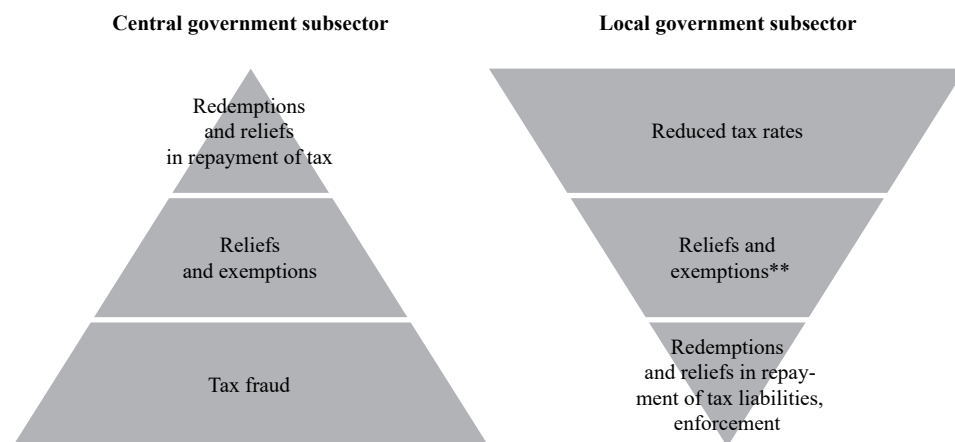 Central government subsector
Redemptions
and reliefs
in repayment of tax
Reliefs
and exemptions
Tax fraud
Local government subsector
Reduced tax rates
Reliefs and
exemptions**
Redemptions
and reliefs in repay-
ment of tax liabilities,
enforcement